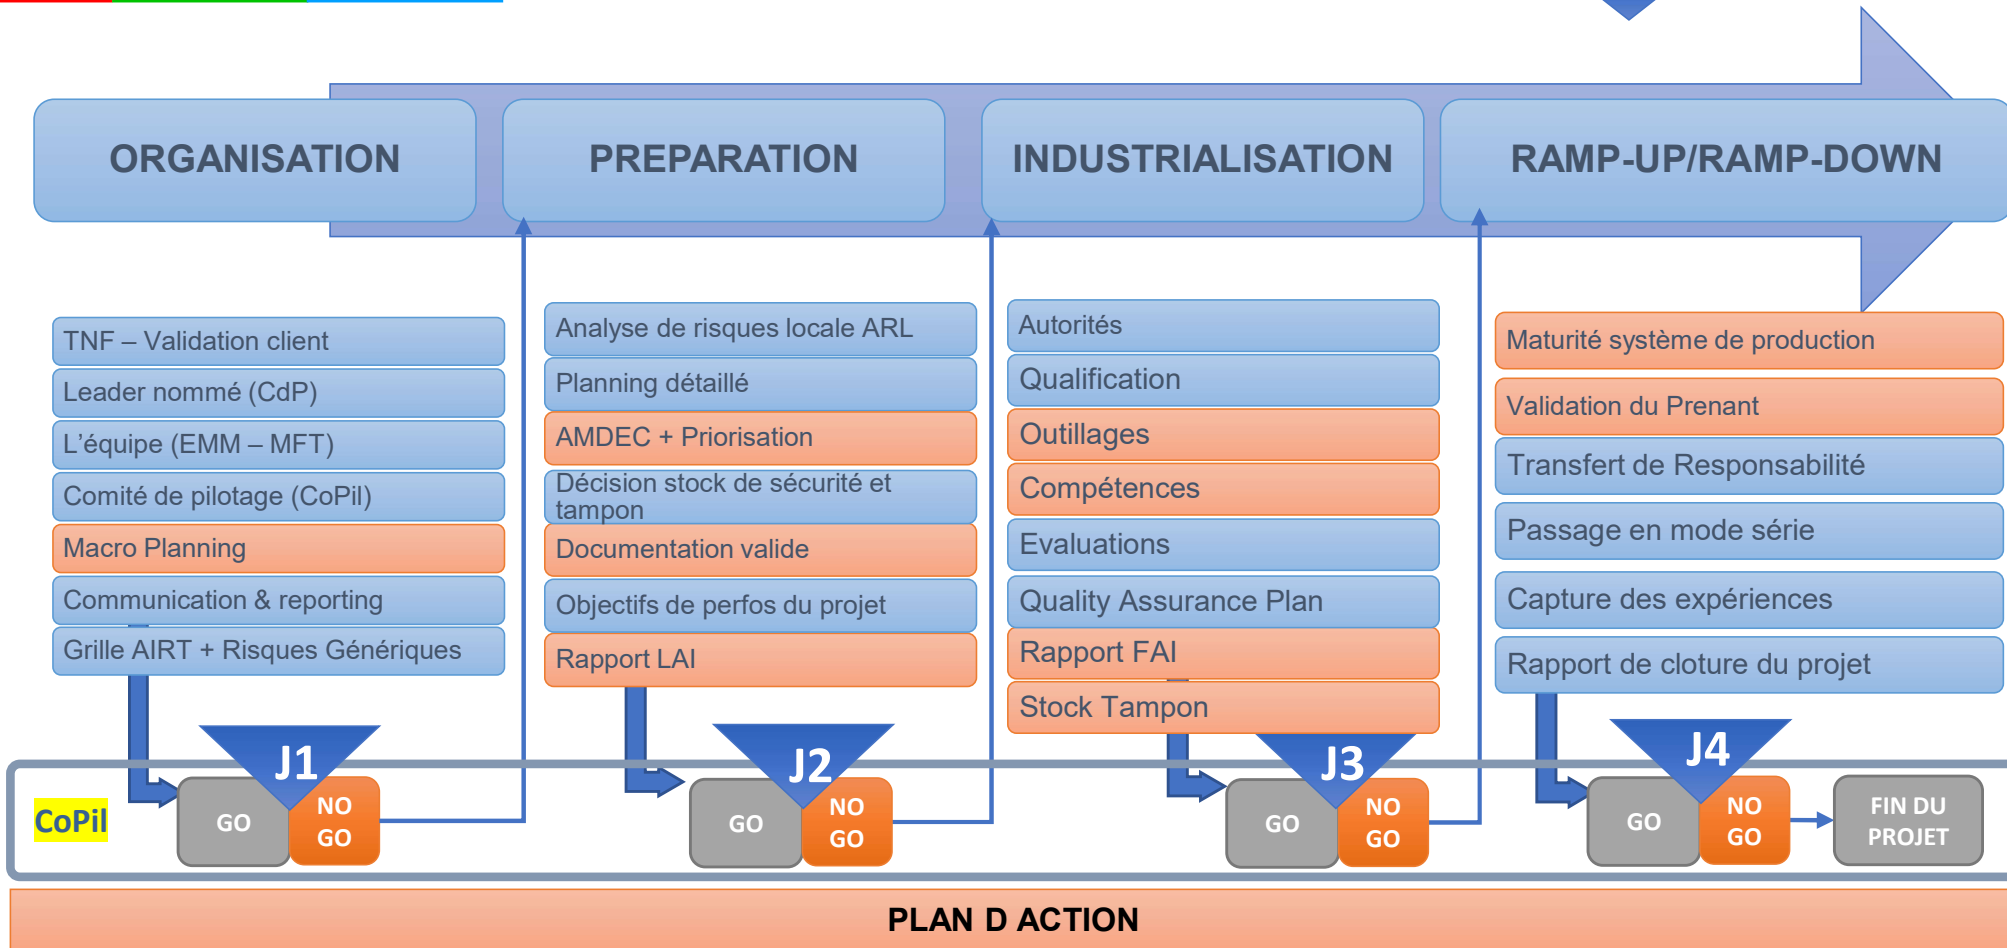 ORGANISATION
PREPARATION
INDUSTRIALISATION
RAMP-UP/RAMP-DOWN
TNF – Validation client
Leader nommé (CdP)
L'équipe (EMM – MFT)
Comité de pilotage (CoPil)
Macro Planning
Communication & reporting
Grille AIRT + Risques Génériques
Analyse de risques locale ARL
Planning détaillé
AMDEC + Priorisation
Décision stock de sécurité et
tampon
Documentation valide
Objectifs de perfos du projet
Rapport LAI
Autorités
Qualification
Outillages
Compétences
Evaluations
Quality Assurance Plan
Rapport FAI
Stock Tampon
Maturité système de production
Validation du Prenant
Transfert de Responsabilité
Passage en mode série
Capture des expériences
Rapport de cloture du projet
CoPil
J1
GO
NO
GO
J2
GO
NO
GO
J3
GO
NO
GO
J4
GO
NO
GO
FIN DU
PROJET
PLAN D ACTION